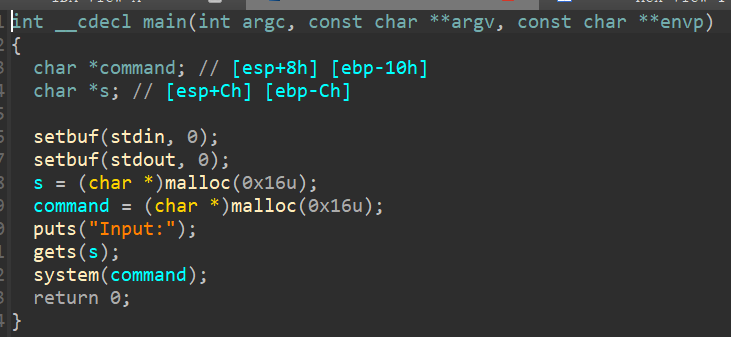 int __cdecl main(int argc, const char **argv, const char **envp)
{
char *command; // [esp+8h] [ebp-10h]
char *s; // [esp+Ch] [ebp-Ch]
setbuf(stdin, 0);
setbuf(stdout, 0);
s = (char *)malloc(0x16u);
command = (char *)malloc(0x16u);
puts("Input:");
gets(s);
system(command);
return 0;
}